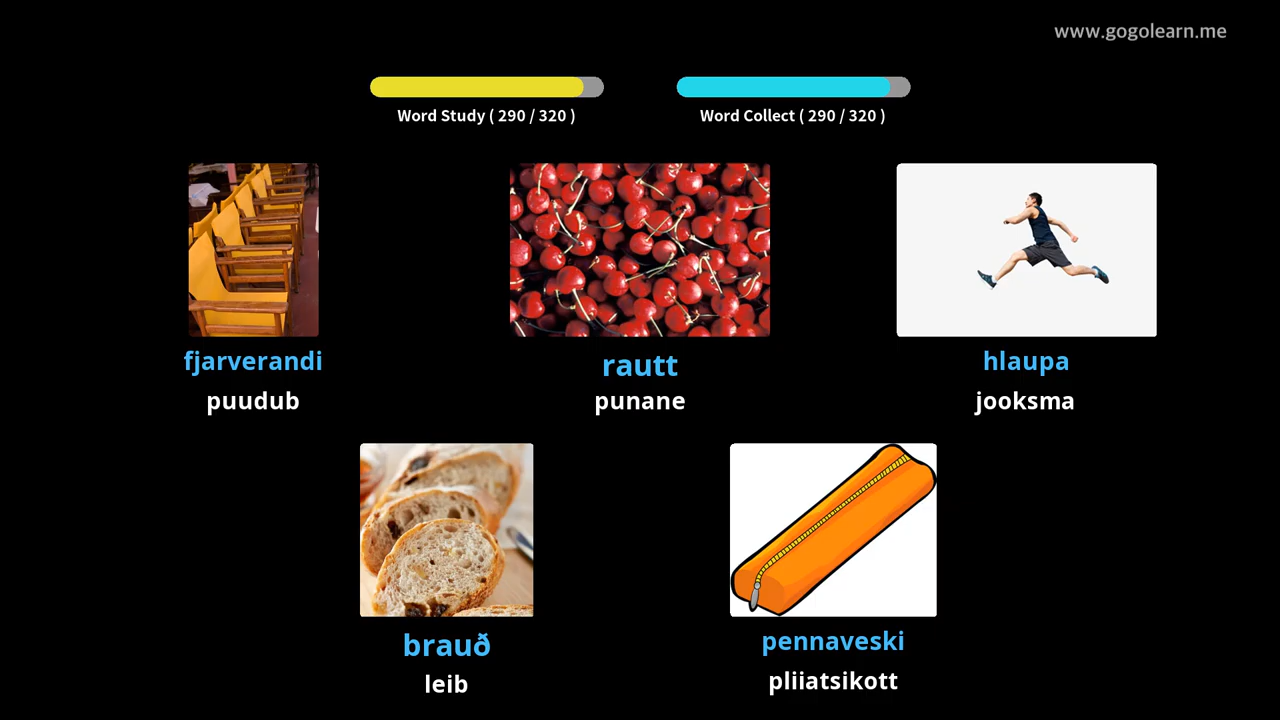 www.gogolearn.me
Word Study ( 290 / 320 )
Word Collect ( 290 / 320 )
fjarverandi
puudub
rautt
punane
hlaupa
jooksma
brauð
leib
pennaveski
pliiatsikott